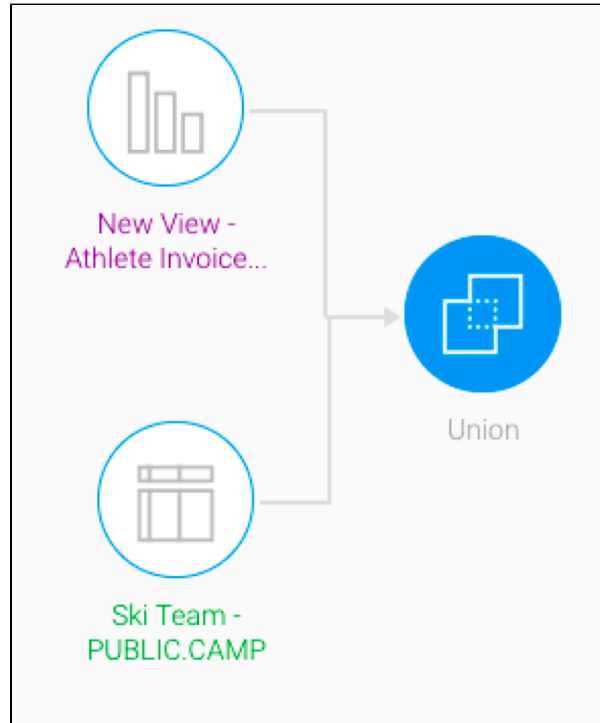 New View -
Athlete Invoice...
Union
Ski Team -
PUBLIC.CAMP